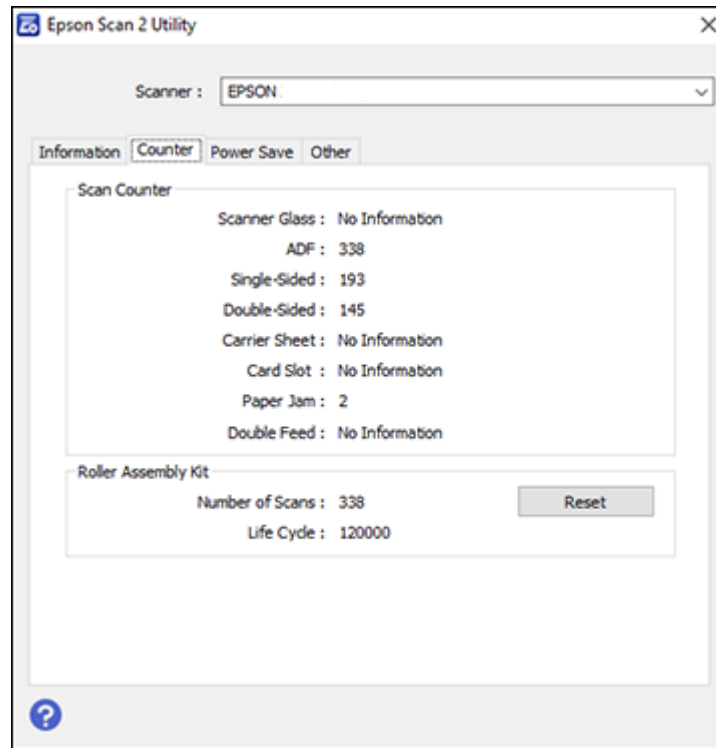 Epson Scan 2 Utility
Scanner : EPSON
Information Counter Power Save Other
Scan Counter
Scanner Glass : No Information
ADF : 338
Single-Sided : 193
Double-Sided : 145
Carrier Sheet : No Information
Card Slot : No Information
Paper Jam : 2
Double Feed : No Information
Roller Assembly Kit
Number of Scans : 338 Reset
Life Cycle : 120000
?